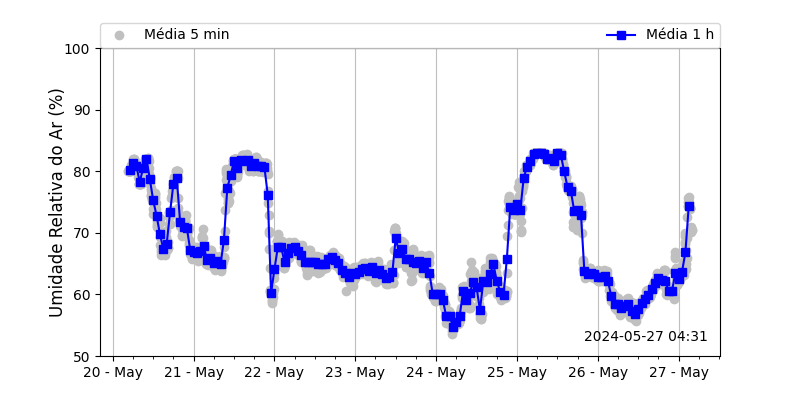 Média 5 min Média 1 h
Umidade Relativa do Ar (%)
100
90
80
70
60
50
2024-05-27 04:31
20 - May 21 - May 22 - May 23 - May 24 - May 25 - May 26 - May 27 - May